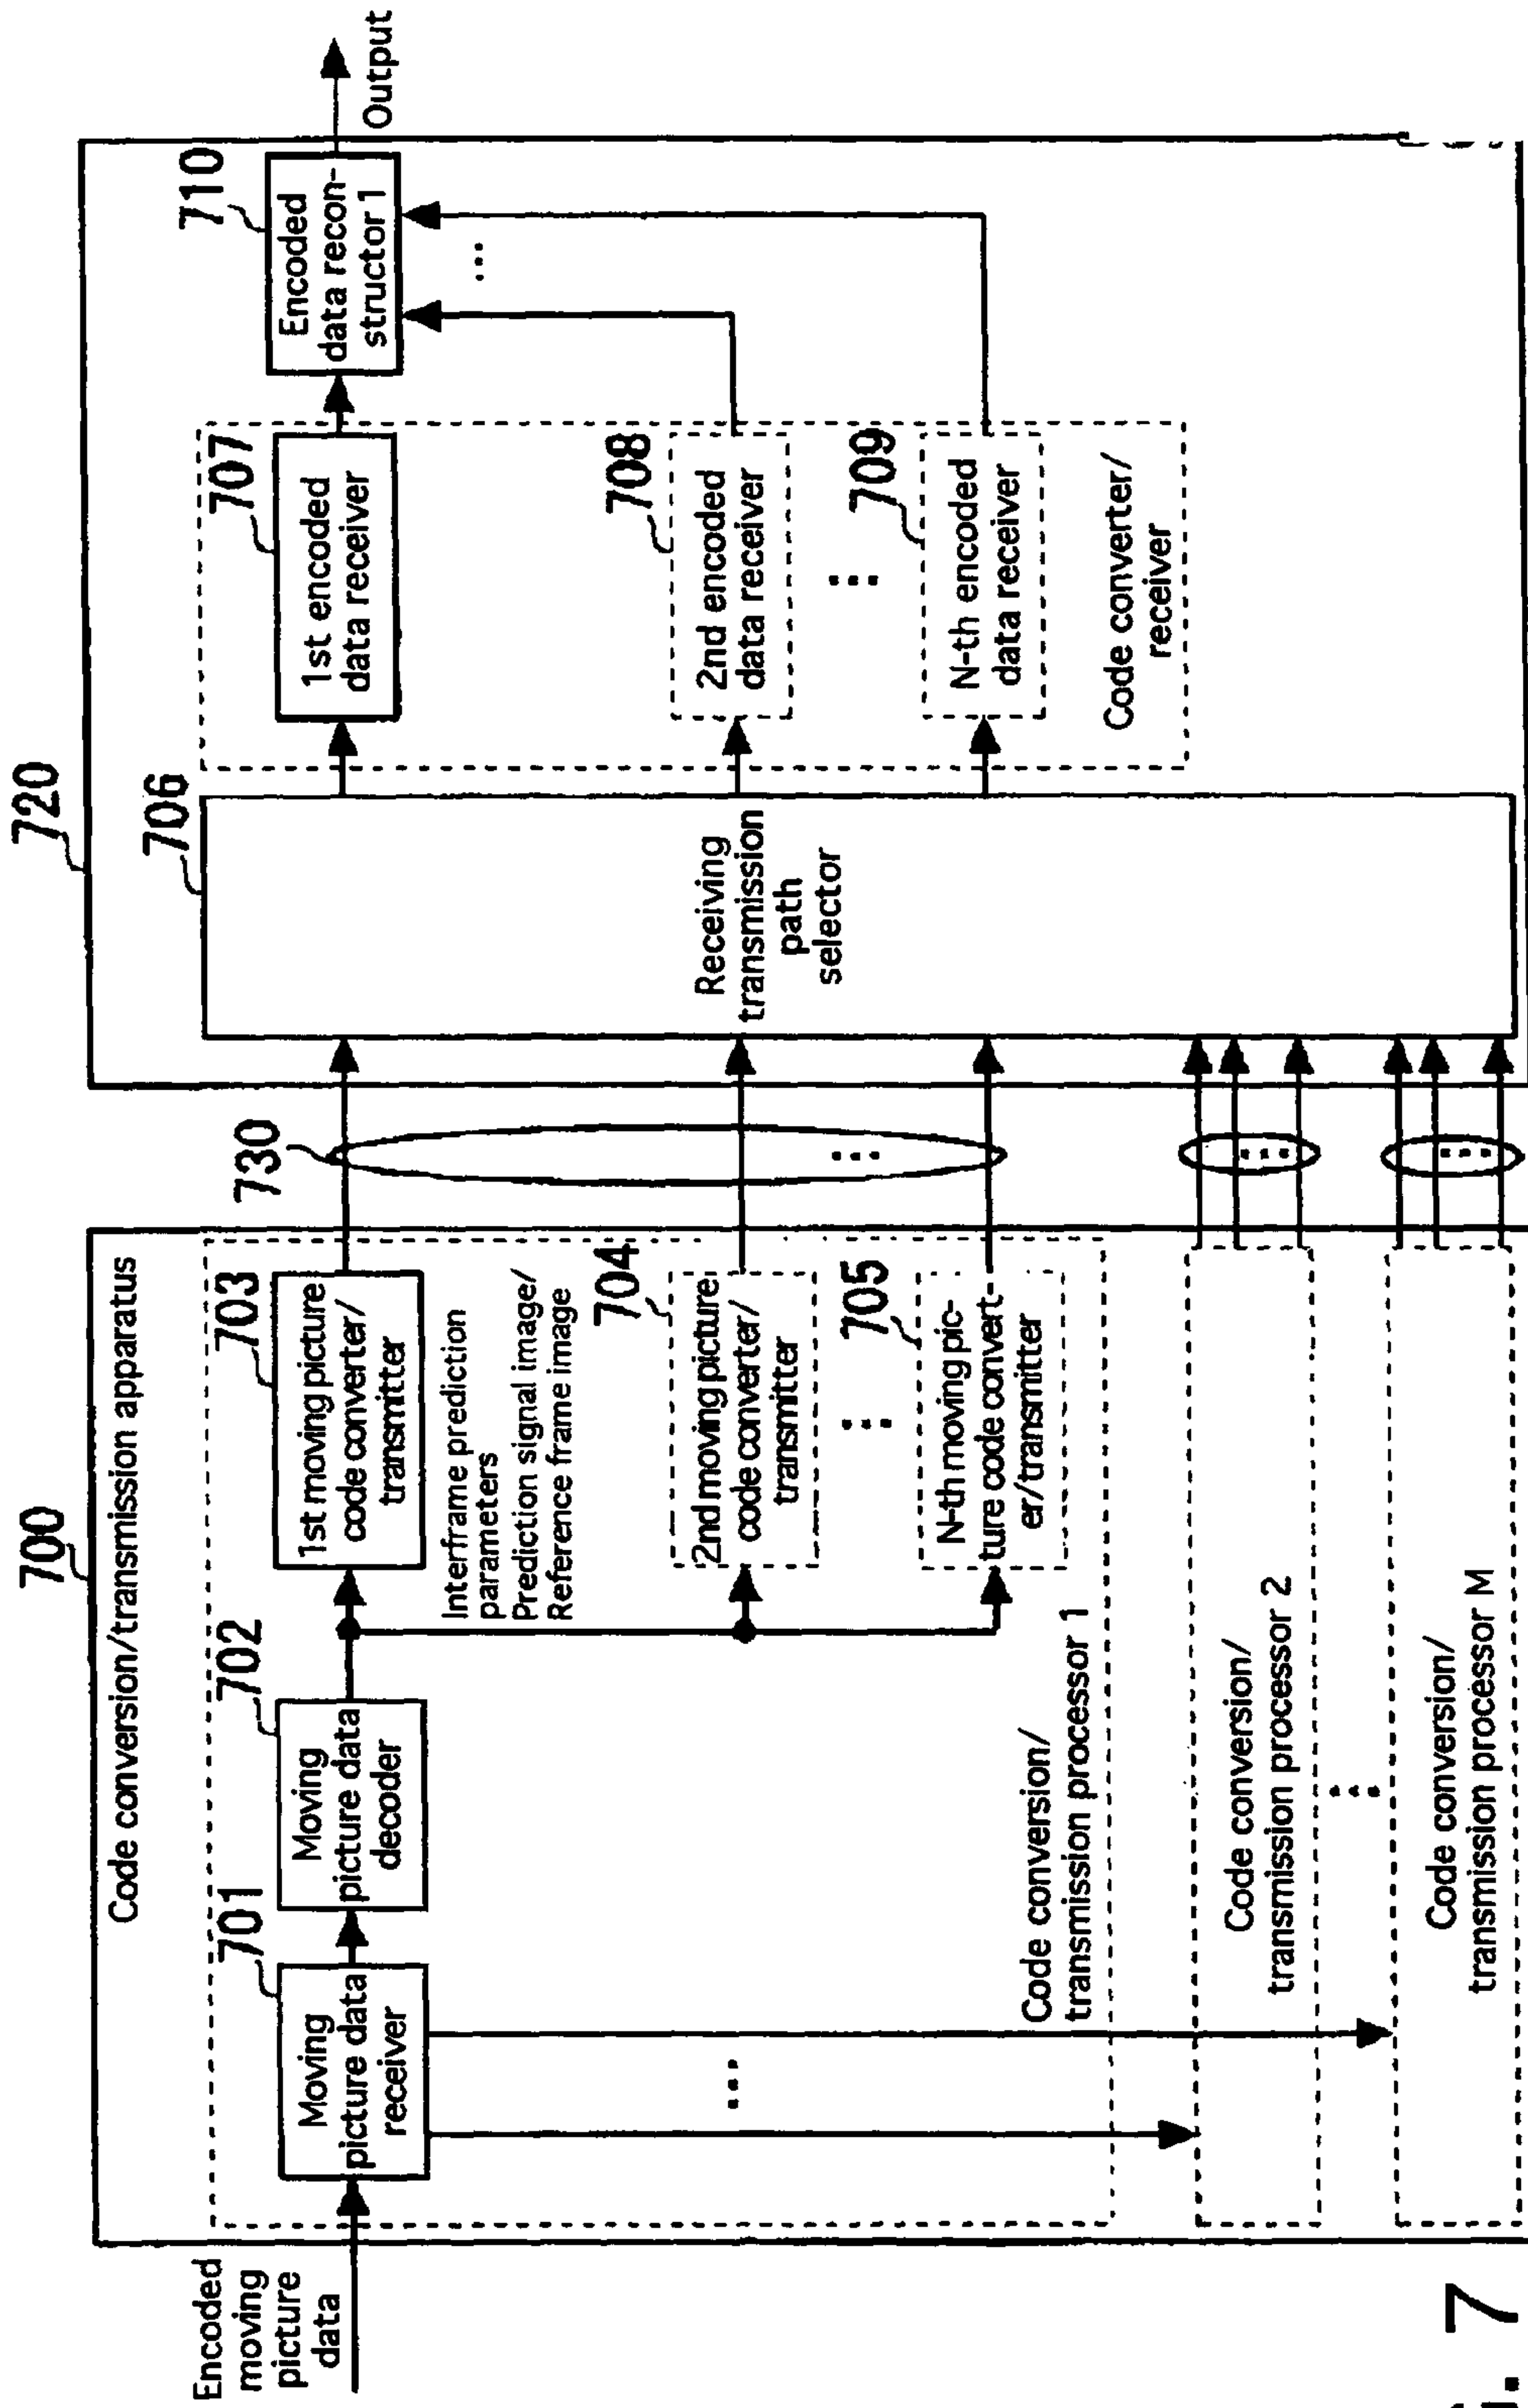 Encoded
moving
picture
data
700
Code conversion/transmission apparatus
701
Moving
picture data
receiver
702
Moving
picture data
decoder
703
1st moving picture
code converter/
transmitter
Interframe prediction
parameters
Prediction signal image/
Reference frame image
704
2nd moving picture
code converter/
transmitter
705
N-th moving pic-
ture code convert-
er/transmitter
...
Code conversion/
transmission processor 1
Code conversion/
transmission processor 2
Code conversion/
transmission processor M
730
720
706
Receiving
transmission
path
selector
707
1st encoded
data receiver
708
2nd encoded
data receiver
709
N-th encoded
data receiver
Code converter/
receiver
710
Encoded
data recon-
structor 1
...
Output
7